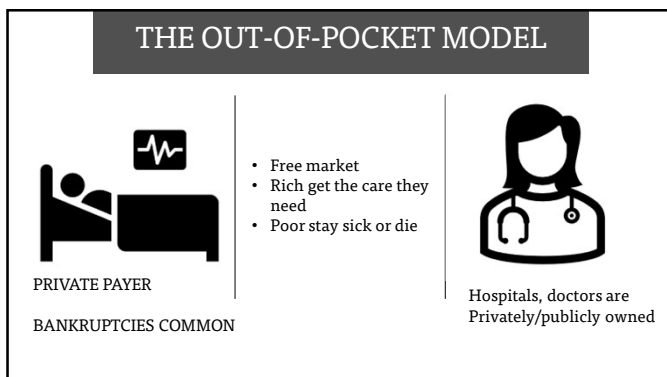 THE OUT-OF-POCKET MODEL
• Free market
• Rich get the care they
need
• Poor stay sick or die
PRIVATE PAYER
BANKRUPTCIES COMMON
Hospitals, doctors are
Privately/publicly owned